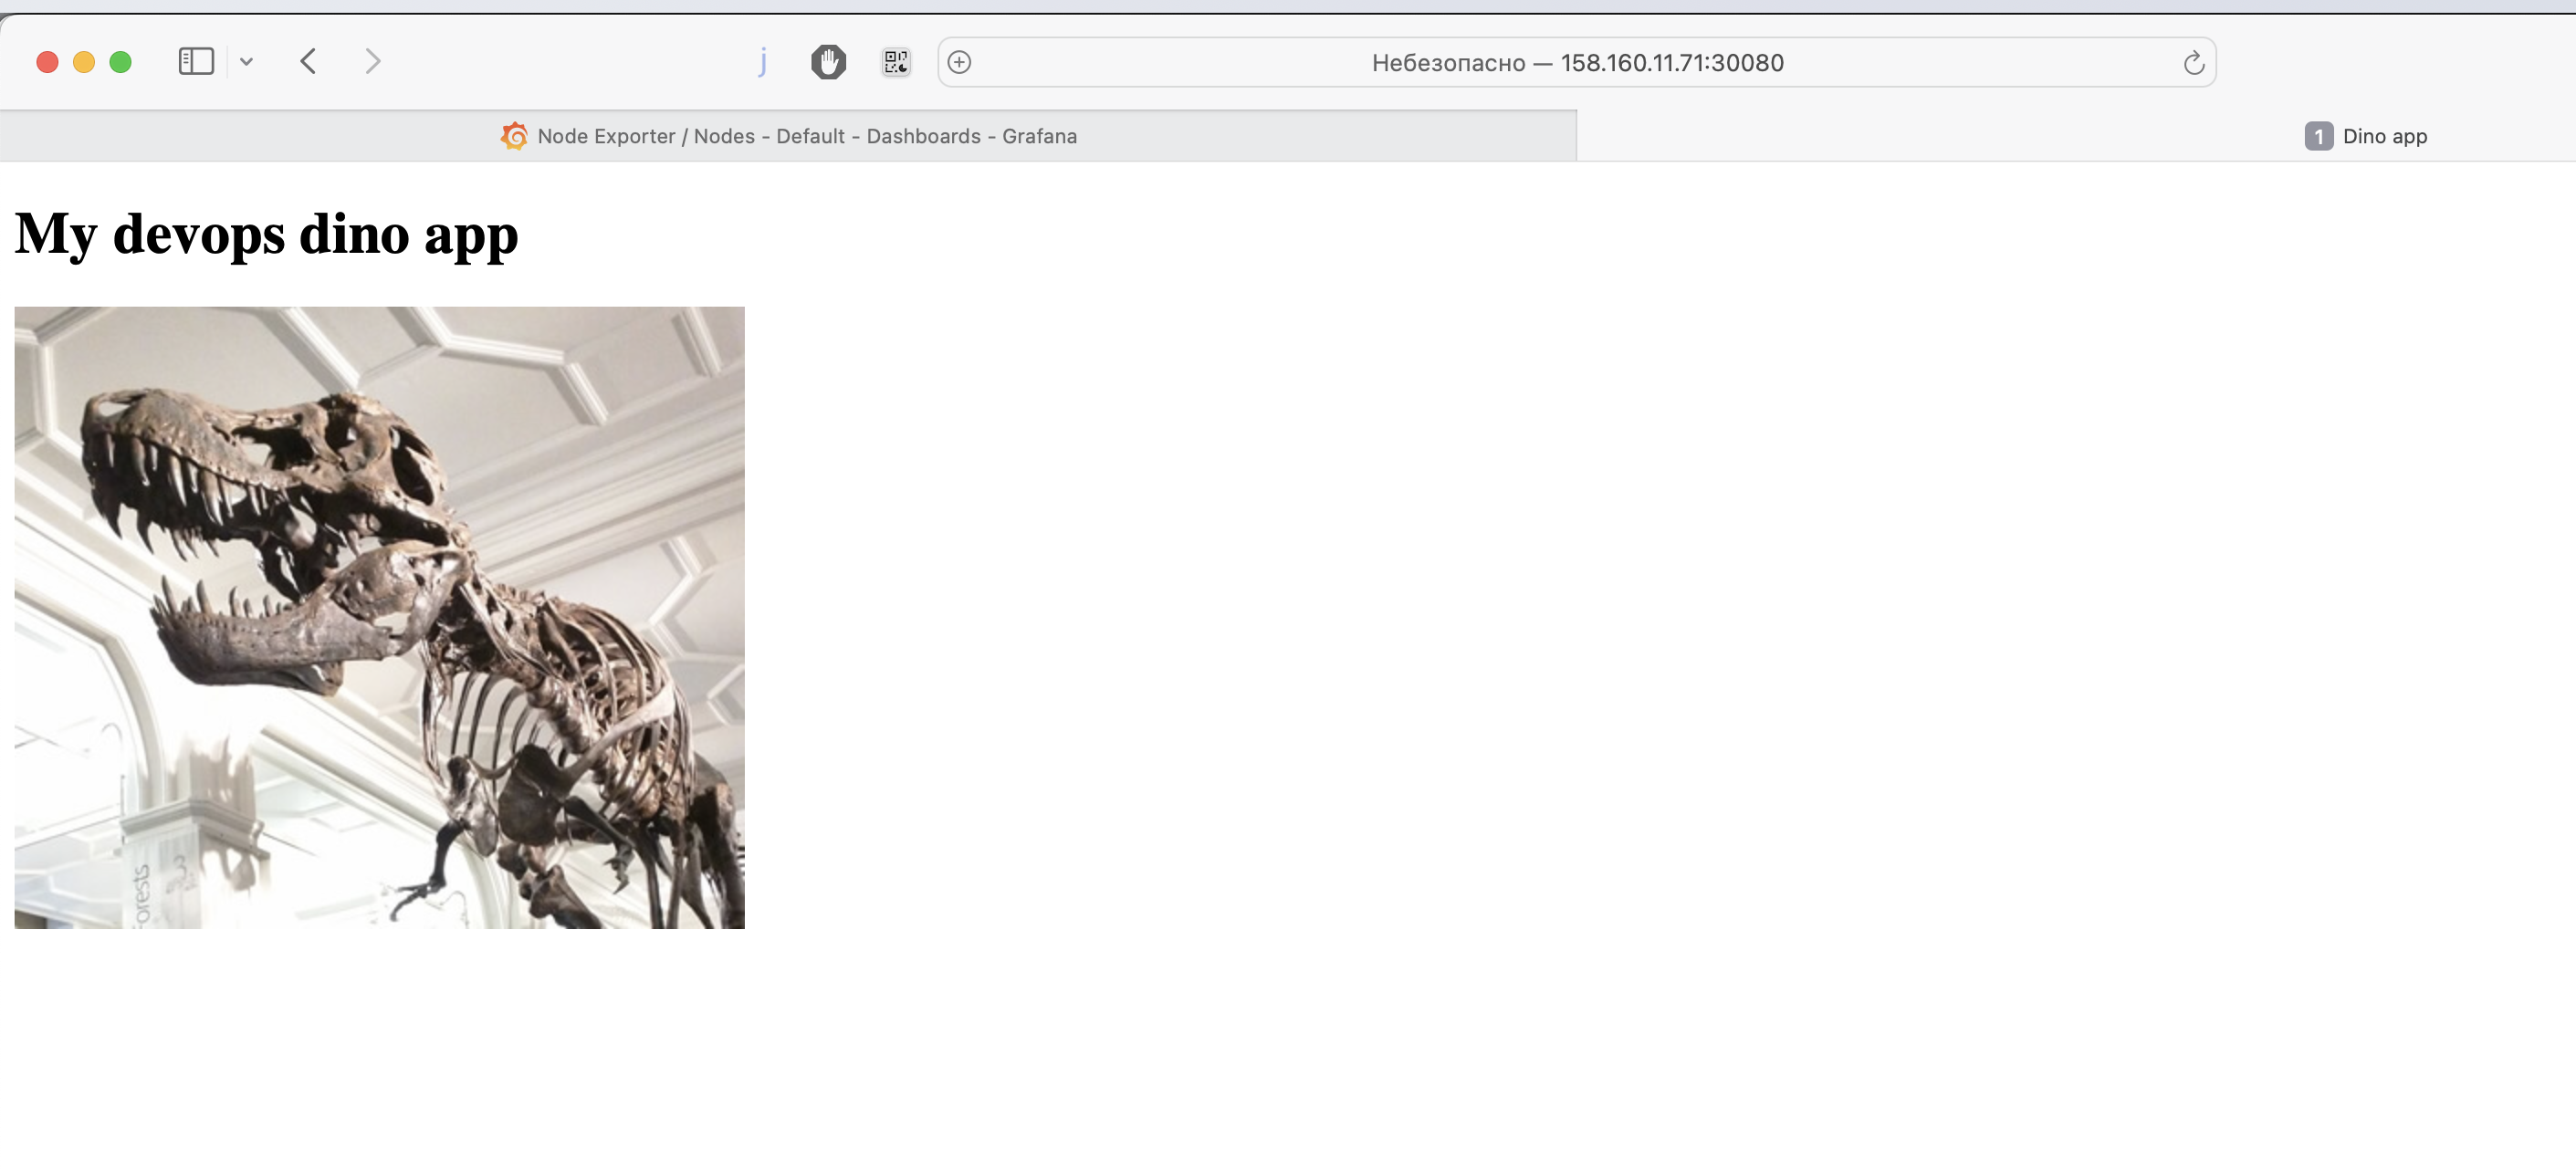 j
Небезопасно — 158.160.11.71:30080
Node Exporter / Nodes - Default - Dashboards - Grafana
1 Dino app
My devops dino app